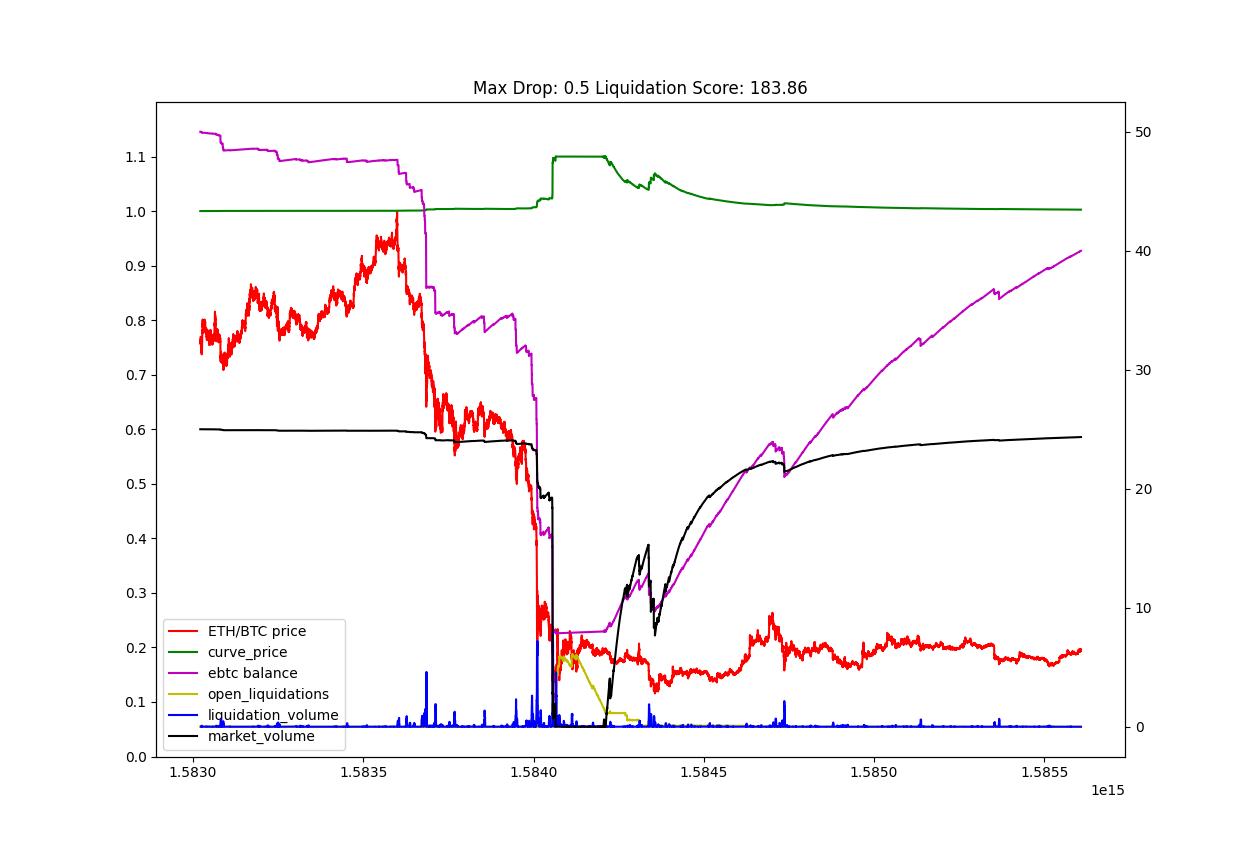 Max Drop: 0.5 Liquidation Score: 183.86
1.1
1.0
0.9
0.8
0.7
0.6
0.5
0.4
0.3
0.2
0.1
0.0
50
40
30
20
10
0
ETH/BTC price
curve_price
ebtc balance
open_liquidations
liquidation_volume
market_volume
1.5830 1.5835 1.5840 1.5845 1.5850 1.5855
1e15